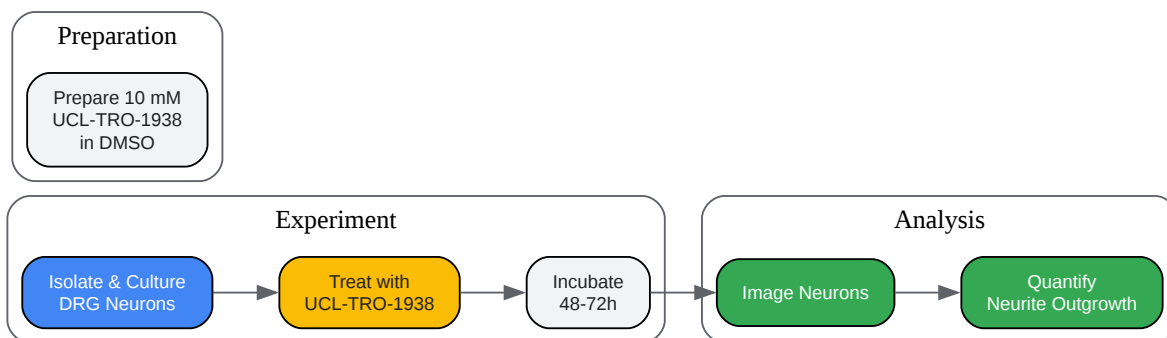 Preparation
Prepare 10 mM
UCL-TRO-1938
in DMSO
Experiment
Isolate & Culture
DRG Neurons
Treat with
UCL-TRO-1938
Incubate
48-72h
Analysis
Image Neurons
Quantify
Neurite Outgrowth